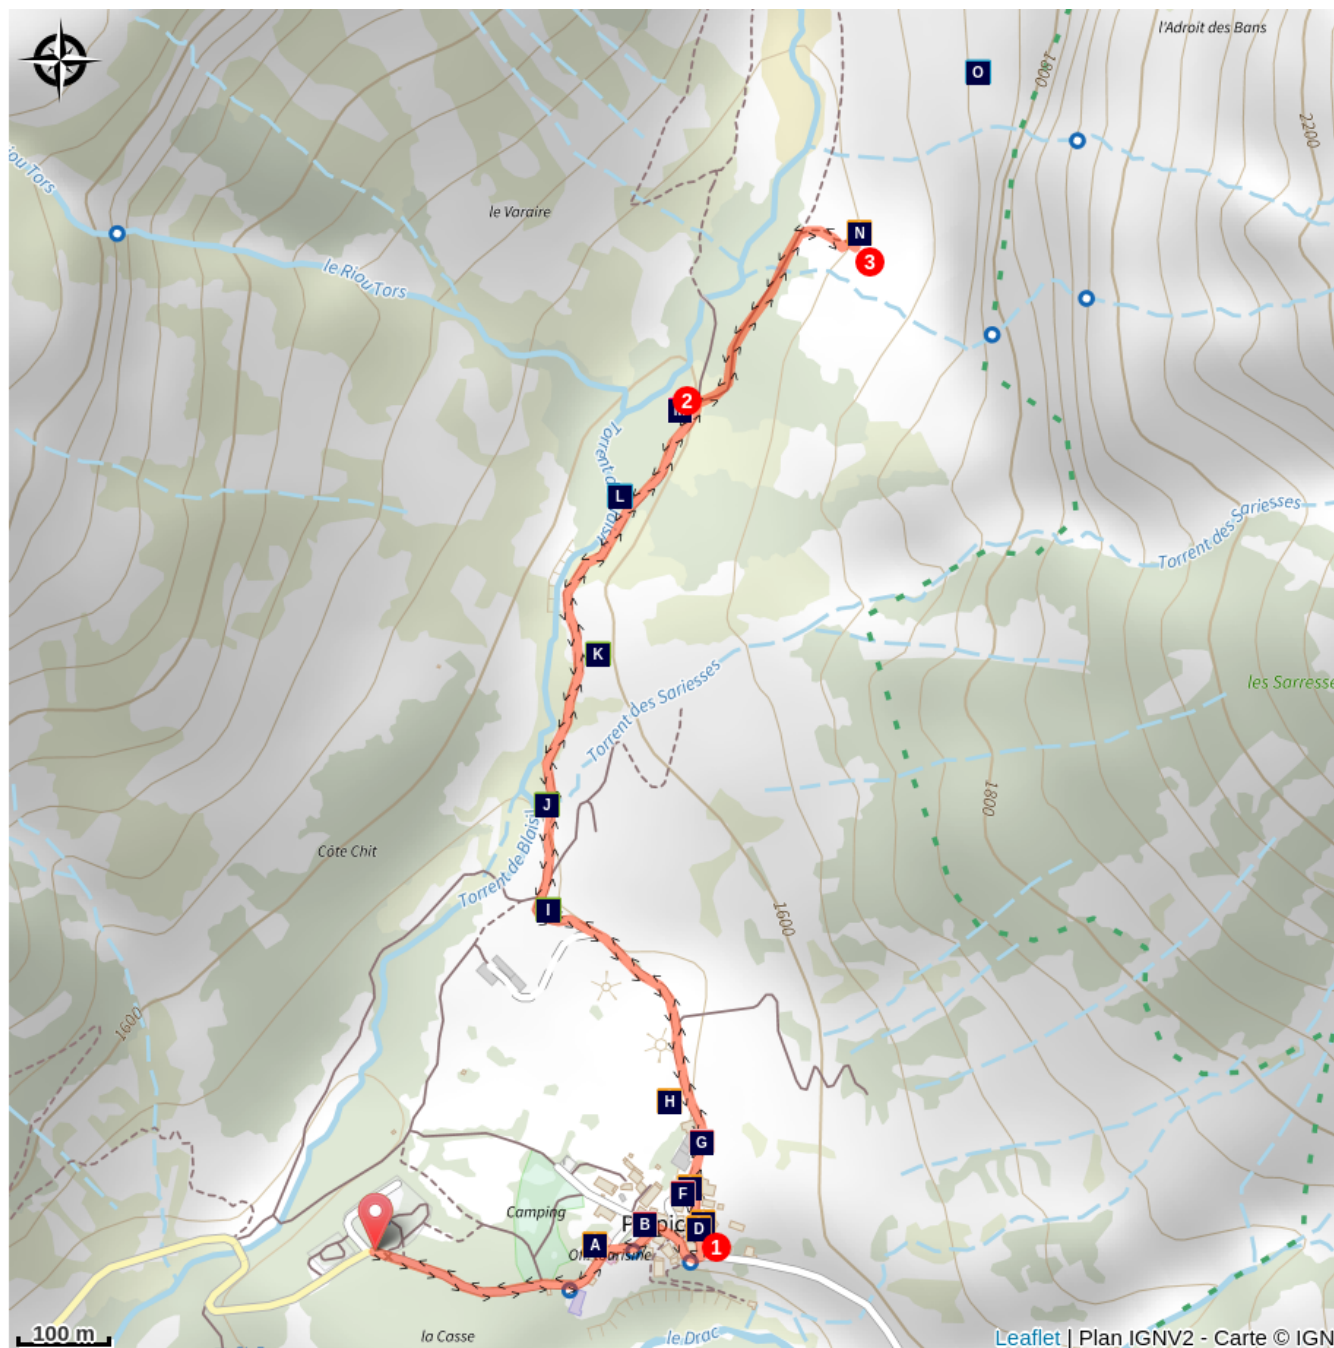 l'Adroit des Bans
O
1800
2200
iou Tors
le Varaire
N
3
le Riou Tors
2
Torrent d
L
Torrent des Sariesses
K
les Sarresse
Torrent des Sariesses
J
1800
Côte Chit
Torrent de Blais
I
1600
1600
H
G
F
Camping
B
D
A
1
la Casse
le Drac
100 m
Leaflet | Plan IGNV2 - Carte © IGN